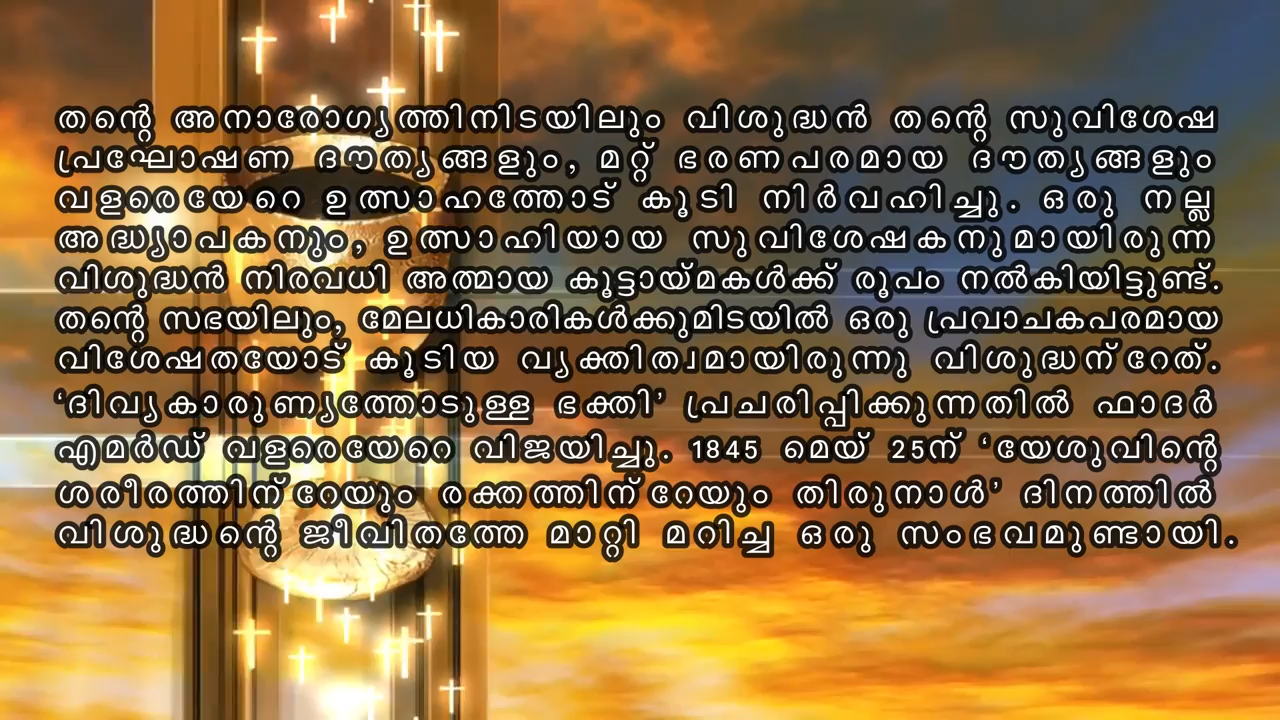 തന്റെ അനാരോഗ്യത്തിനിടയിലും വിശുദ്ധൻ തന്റെ സുവിശേഷ
പ്രഘോഷണ ദൗത്യങ്ങളും, മറ്റ് ഭരണപരമായ ദൗത്യങ്ങളും
വളരെയേറെ ഉത്സാഹത്തോട് കൂടി നിർവഹിച്ചു. ഒരു നല്ല
അദ്ധ്യാപകനും, ഉത്സാഹിയായ സുവിശേഷകനുമായിരുന്ന
വിശുദ്ധൻ നിരവധി അത്മായ കൂട്ടായ്മകൾക്ക് രൂപം നൽകിയിട്ടുണ്ട്.
തന്റെ സഭയിലും, മേലധികാരികൾക്കുമിടയിൽ ഒരു പ്രവാചകപരമായ
വിശേഷതയോട് കൂടിയ വ്യക്തിത്വമായിരുന്നു വിശുദ്ധന്റേത്.
‘ദിവ്യകാരുണ്യത്തോടുള്ള ഭക്തി’ പ്രചരിപ്പിക്കുന്നതിൽ ഫാദർ
എമർഡ് വളരെയേറെ വിജയിച്ചു. 1845 മെയ് 25ന് ‘യേശുവിന്റെ
ശരീരത്തിന്റേയും രക്തത്തിന്റേയും തിരുനാൾ’ ദിനത്തിൽ
വിശുദ്ധന്റെ ജീവിതത്തേ മാറ്റി മറിച്ച ഒരു സംഭവമുണ്ടായി.